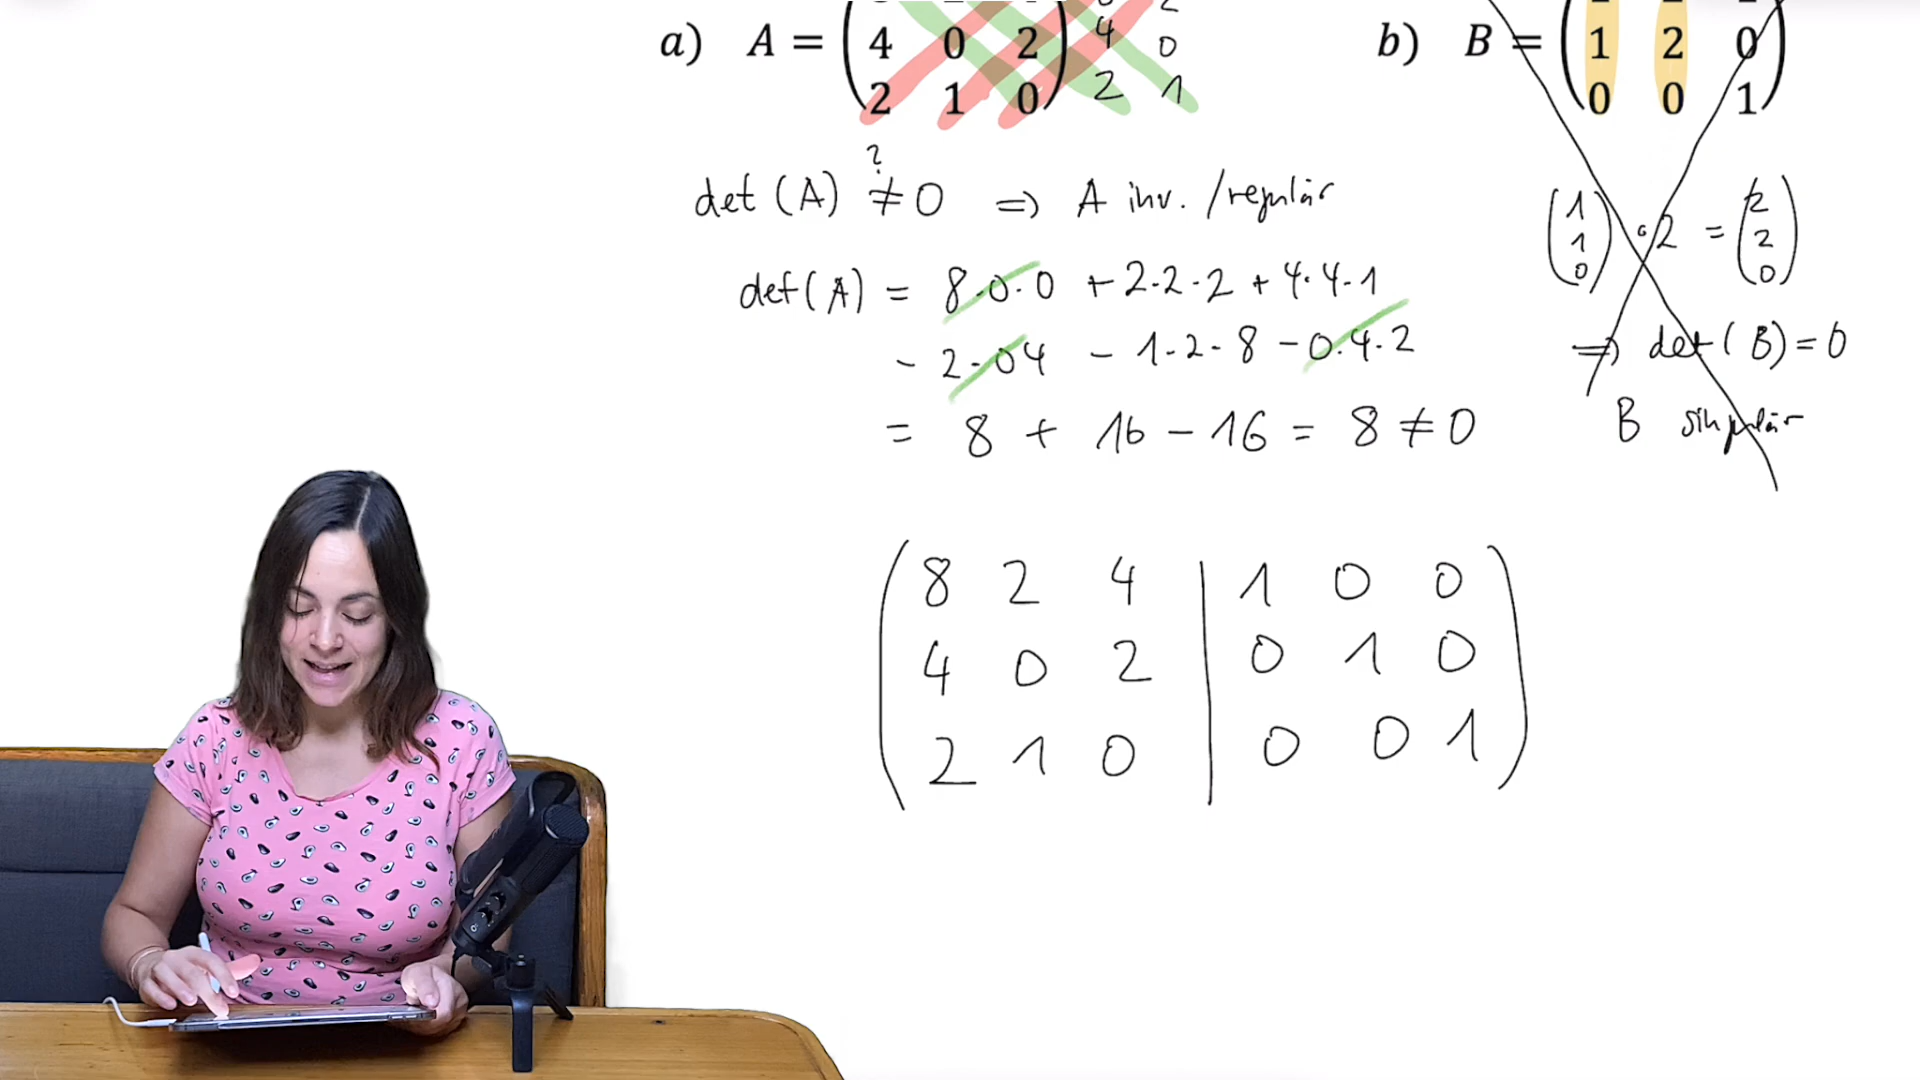 a) A = (
4 0 2 4 0
2 1 0 2 1
?
det (A) ≠ 0 ⇒ A inv. / regulär
det (A) = 8·0·0 + 2·2·2 + 4·4·1
- 2·0 4 - 1·2·8 - 0·4·2
= 8 + 16 - 16 = 8 ≠ 0
b) B = (
1 2 0
0 0 1
(1 1 0) · 2 = (2 2 0)
⇒ det (B) = 0
B singulär
8 2 4 | 1 0 0
4 0 2 | 0 1 0
2 1 0 | 0 0 1